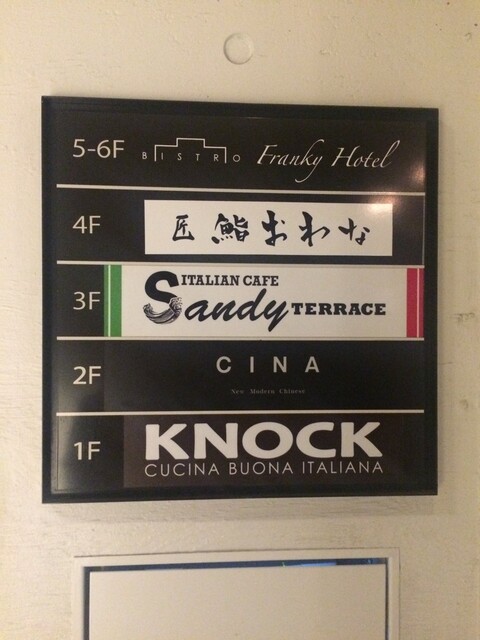 5-6F BISTRO Franky Hotel
4F 匠 鮨 おわな
3F ITALIAN CAFE
Sandy TERRACE
2F CINA
New Modern Chinese
1F KNOCK
CUCINA BUONA ITALIANA